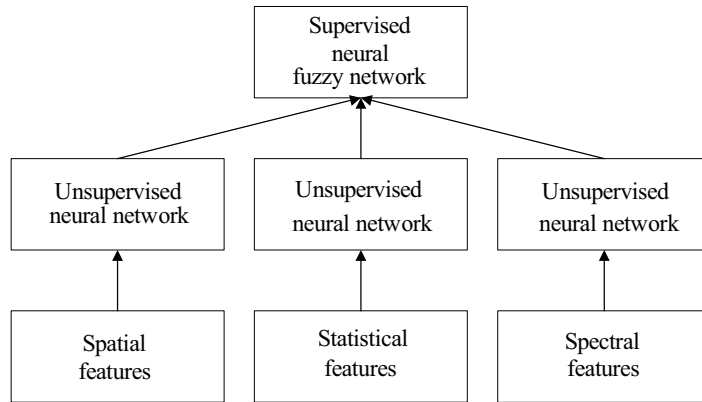 Supervised
neural
fuzzy network
Unsupervised
neural network
Unsupervised
neural network
Unsupervised
neural network
Spatial
features
Statistical
features
Spectral
features